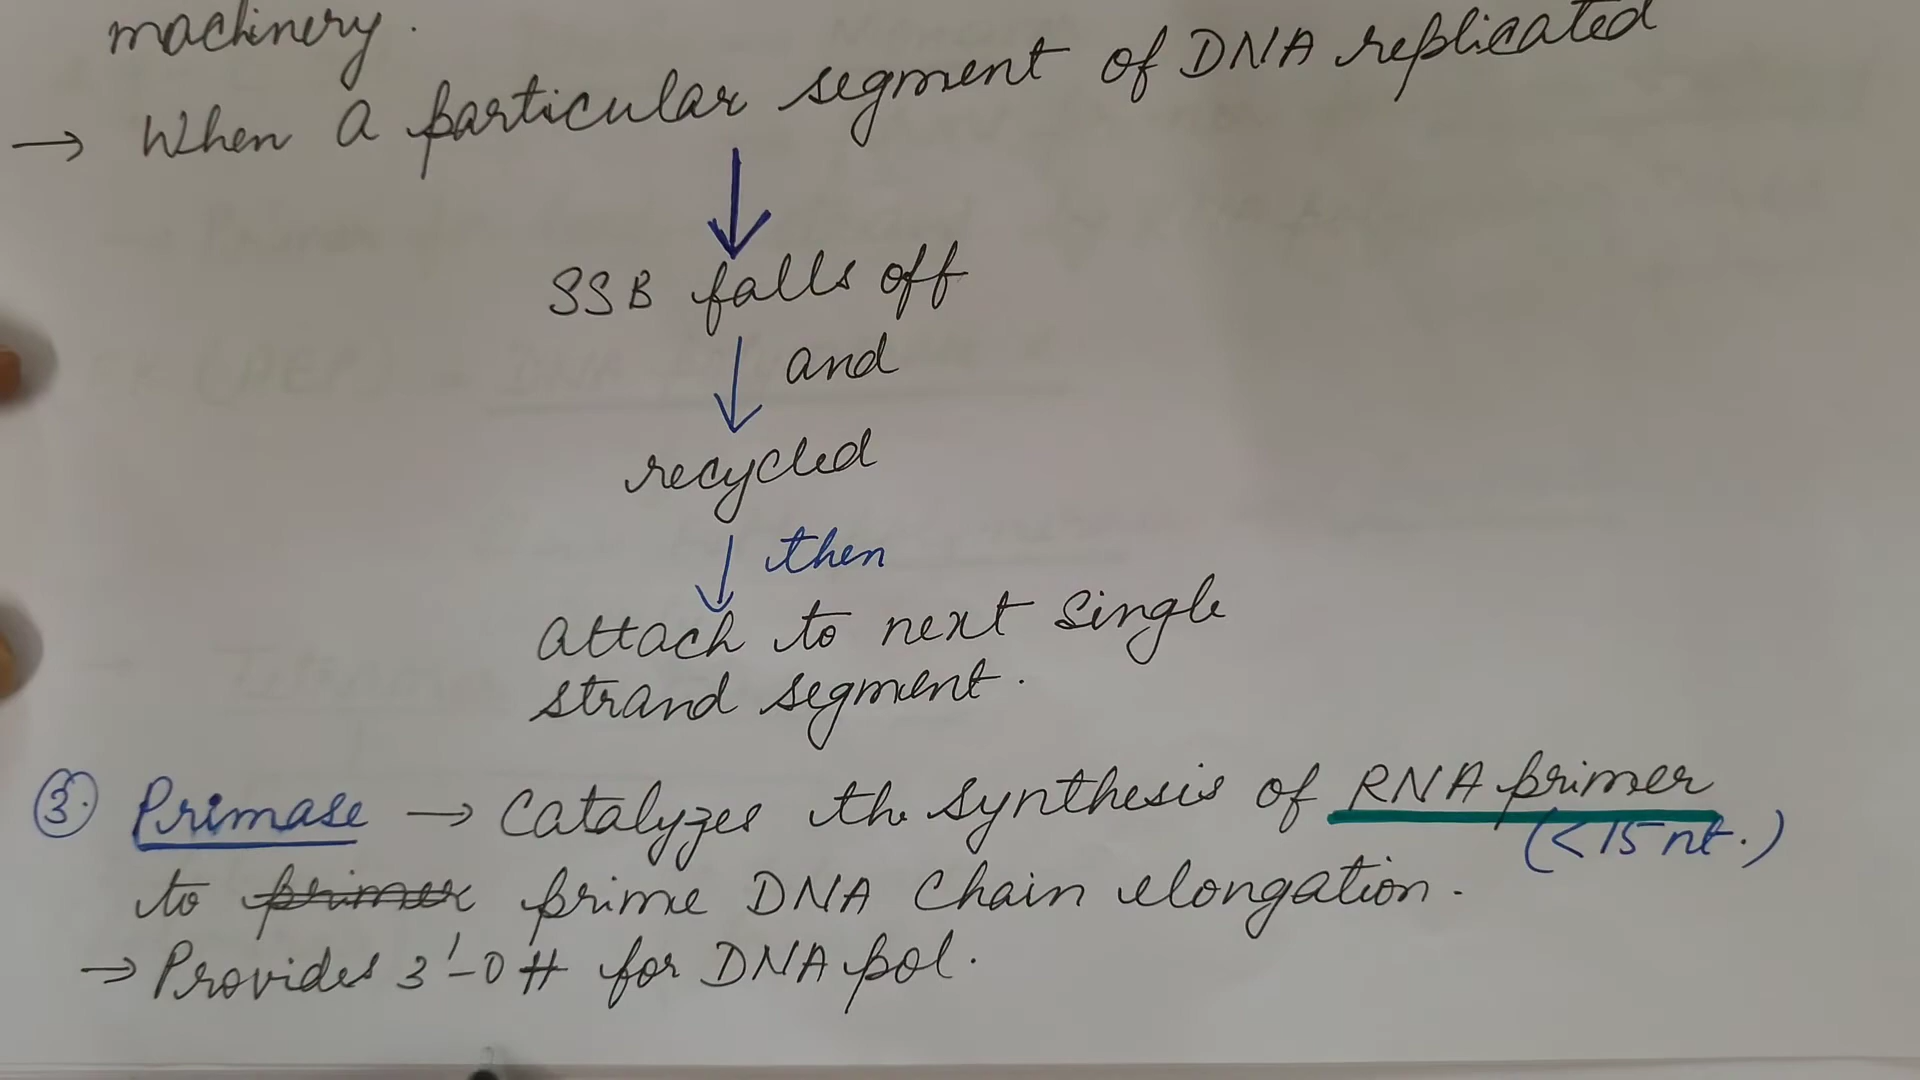 machinery.
→ When a particular segment of DNA replicated
↓
SSB falls off
↓ and
recycled
↓ then
attach to next single
strand segment.
③. Primase → Catalyzes the synthesis of RNA primer
(<15 nt.)
to primer prime DNA Chain elongation.
→ Provides 3'-OH for DNA pol.